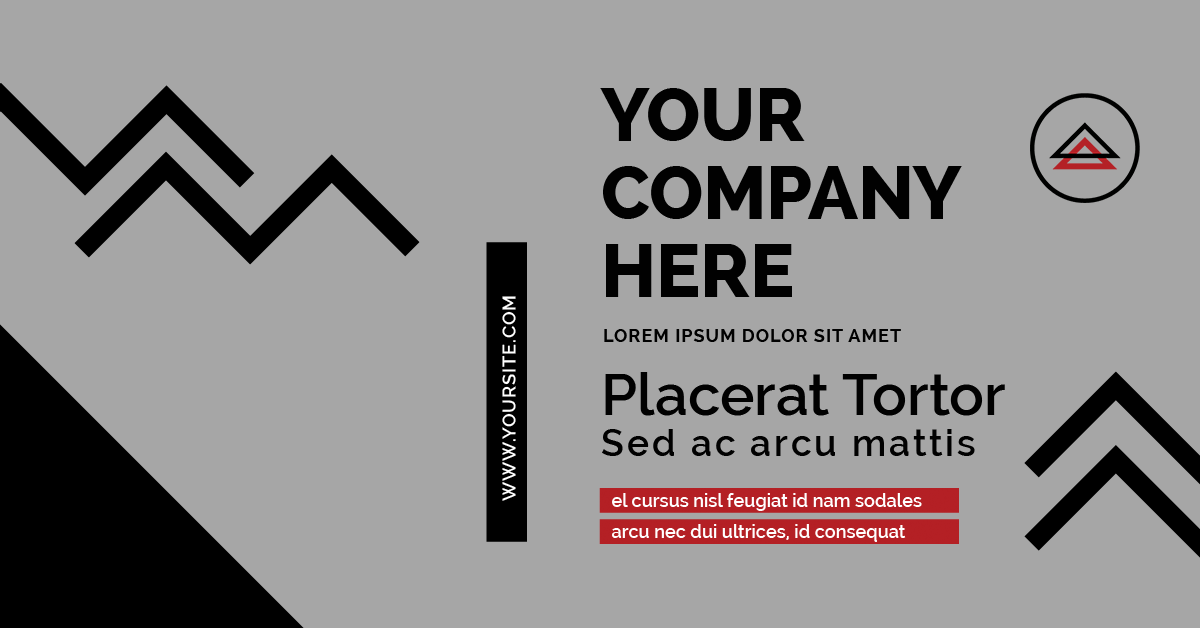 YOUR
COMPANY
HERE
LOREM IPSUM DOLOR SIT AMET
Placerat Tortor
Sed ac arcu mattis
el cursus nisl feugiat id nam sodales
arcu nec dui ultrices, id consequat
WWW.YOURSITE.COM